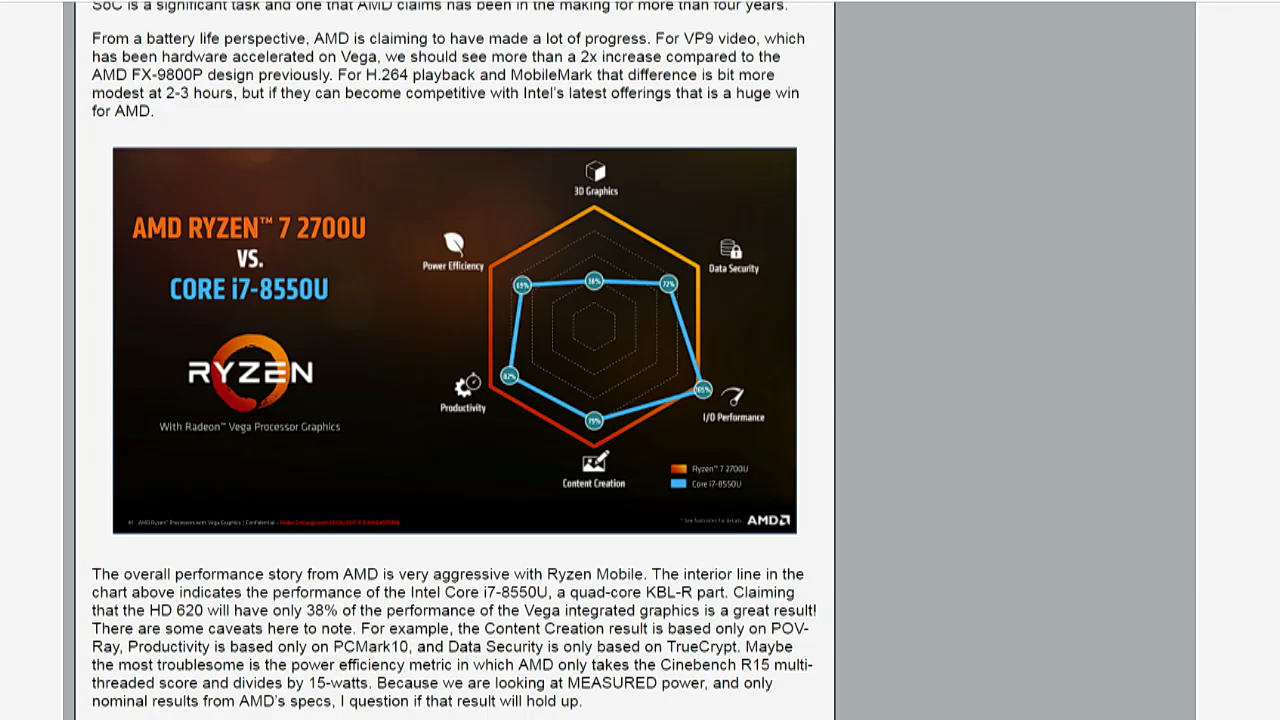 SoC is a significant task and one that AMD claims has been in the making for more than four years.
From a battery life perspective, AMD is claiming to have made a lot of progress. For VP9 video, which
has been hardware accelerated on Vega, we should see more than a 2x increase compared to the
AMD FX-9800P design previously. For H.264 playback and MobileMark that difference is bit more
modest at 2-3 hours, but if they can become competitive with Intel's latest offerings that is a huge win
for AMD.
AMD RYZEN™ 7 2700U
VS.
CORE i7-8550U
RYZEN
With Radeon™ Vega Processor Graphics
3D Graphics
Power Efficiency
Data Security
69%
38%
72%
82%
105%
Productivity
I/O Performance
79%
Content Creation
Ryzen™ 7 2700U
Core i7-8550U
AMD Ryzen™ Processors with Vega Graphics | Confidential –
* See footnotes for details.
AMD
The overall performance story from AMD is very aggressive with Ryzen Mobile. The interior line in the
chart above indicates the performance of the Intel Core i7-8550U, a quad-core KBL-R part. Claiming
that the HD 620 will have only 38% of the performance of the Vega integrated graphics is a great result!
There are some caveats here to note. For example, the Content Creation result is based only on POV-
Ray, Productivity is based only on PCMark10, and Data Security is only based on TrueCrypt. Maybe
the most troublesome is the power efficiency metric in which AMD only takes the Cinebench R15 multi-
threaded score and divides by 15-watts. Because we are looking at MEASURED power, and only
nominal results from AMD's specs, I question if that result will hold up.